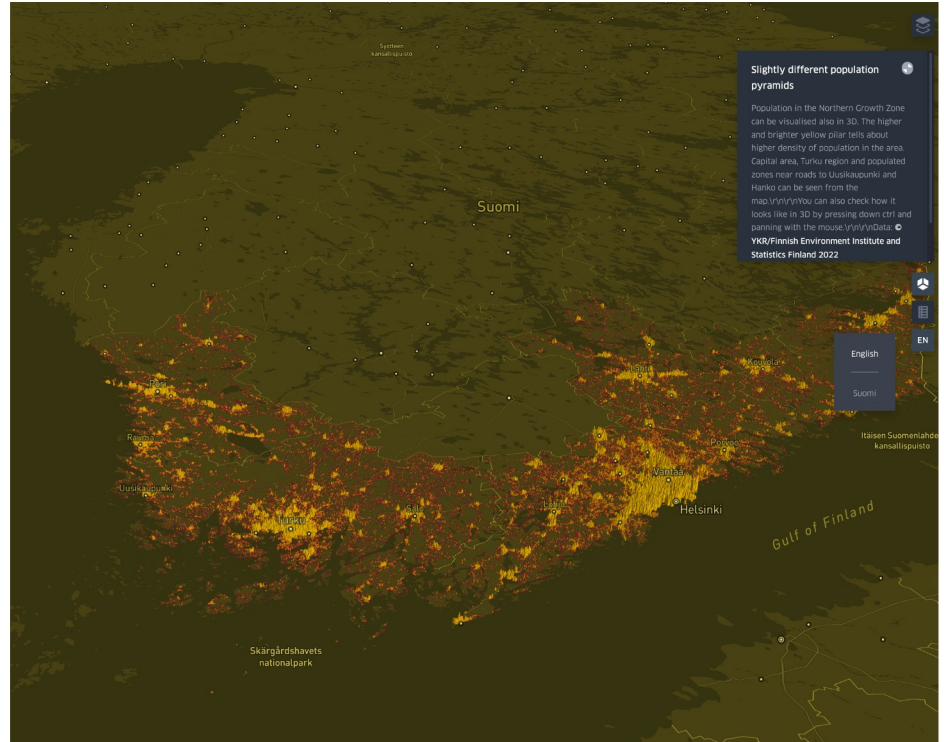 Syötteen
kansallispuisto
Slightly different population
pyramids
Population in the Northern Growth Zone
can be visualised also in 3D. The higher
and brighter yellow pilar tells about
higher density of population in the area.
Capital area, Turku region and populated
zones near roads to Uusikaupunki and
Hanko can be seen from the
map.\r\n\r\nYou can also check how it
looks like in 3D by pressing down ctrl and
panning with the mouse.\r\n\r\nData: ©
YKR/Finnish Environment Institute and
Statistics Finland 2022
Suomi
EN
English
Suomi
Lahti
Kouvola
Pori
Rauma
Porvoo
Itäisen Suomenlahde
kansallispuisto
Vantaa
Uusikaupunki
Helsinki
Turku
Salo
Lohja
Gulf of Finland
Skärgårdshavets
nationalpark